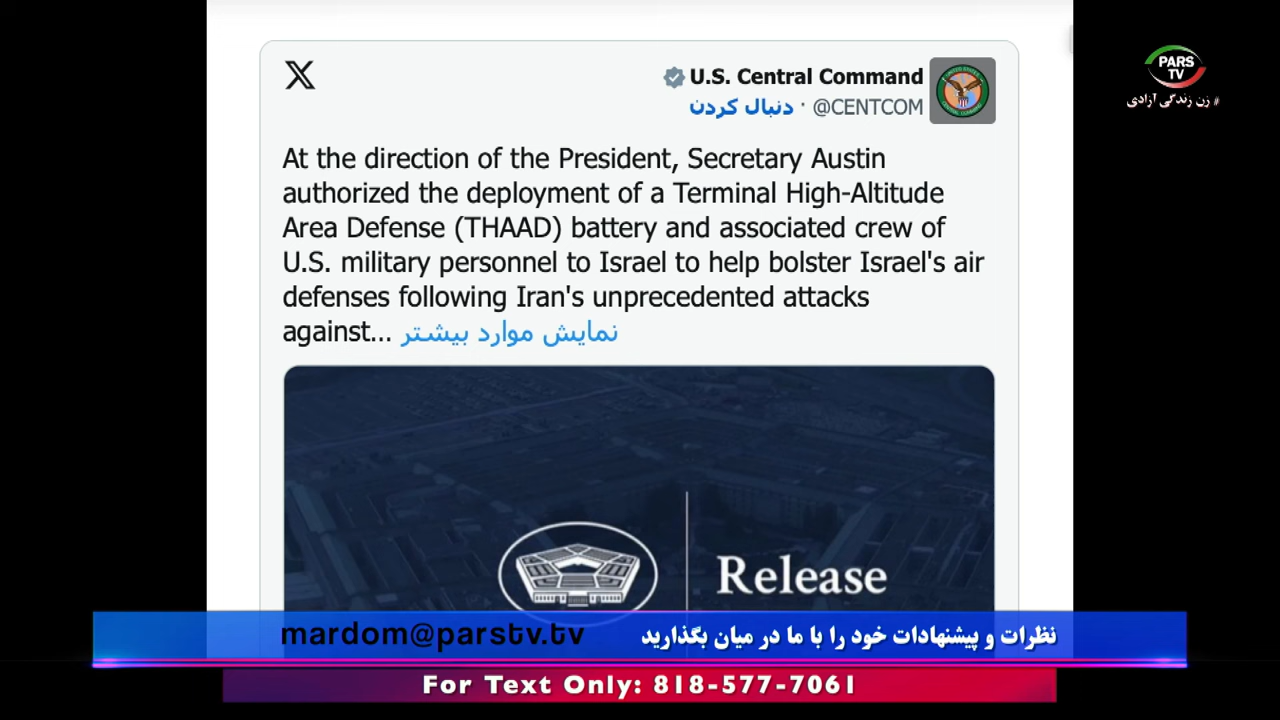 U.S. Central Command
@CENTCOM · دنبال کردن
PARS
TV
# زن زندگی آزادی
At the direction of the President, Secretary Austin
authorized the deployment of a Terminal High-Altitude
Area Defense (THAAD) battery and associated crew of
U.S. military personnel to Israel to help bolster Israel's air
defenses following Iran's unprecedented attacks
against... نمایش موارد بیشتر
Release
نظرات و پیشنهادات خود را با ما در میان بگذارید mardom@parstv.tv
For Text Only: 818-577-7061